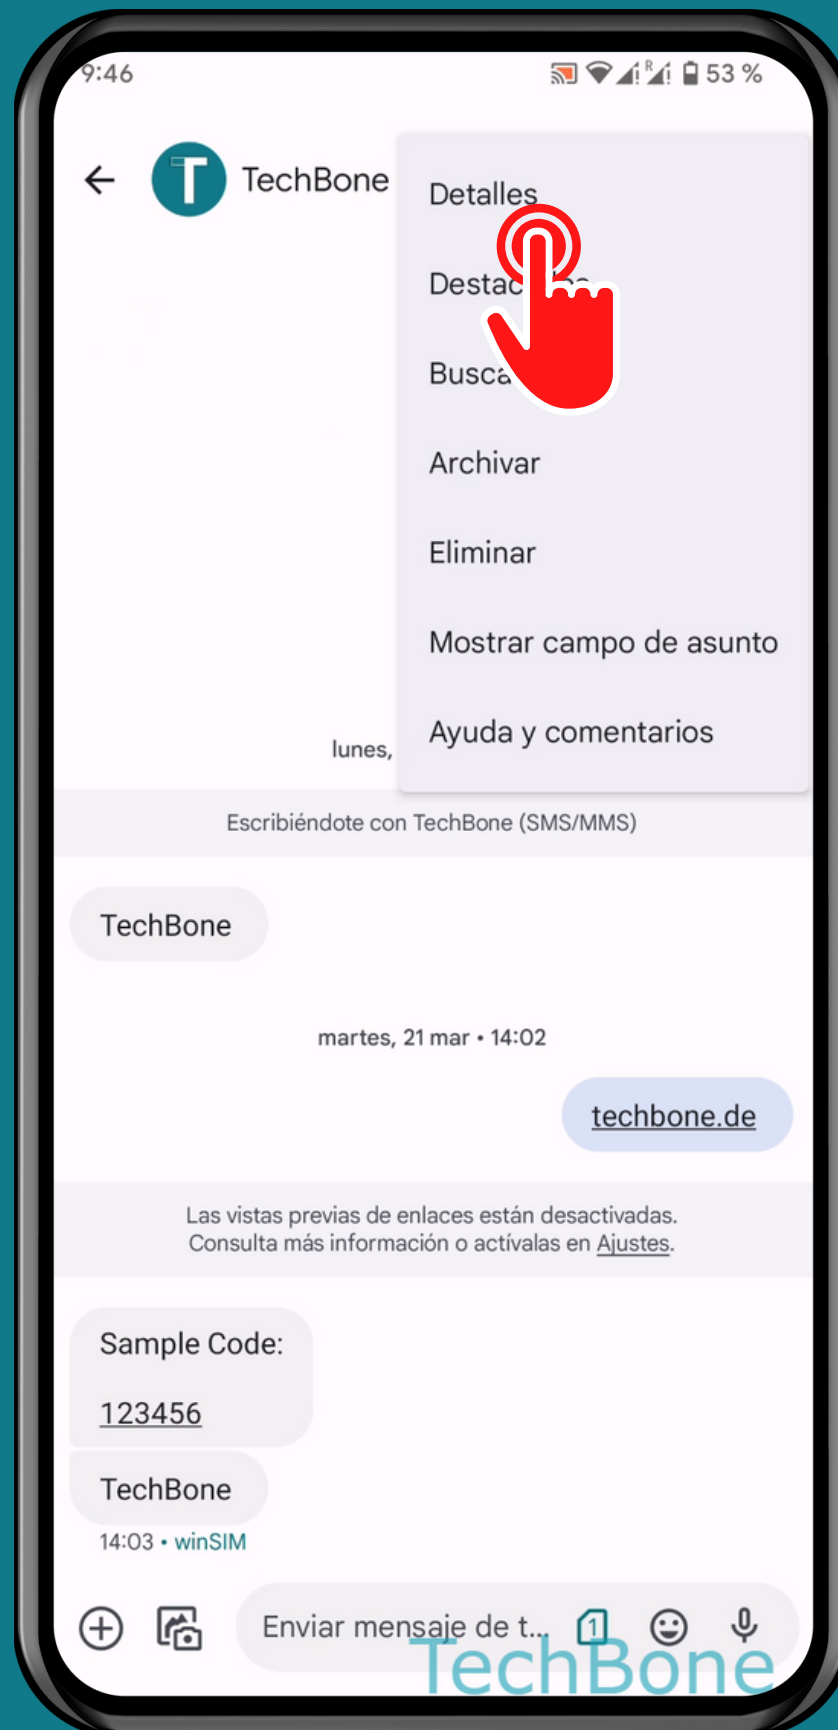 9:46
R
53 %
T
TechBone
Detalles
Archivar
Eliminar
Mostrar campo de asunto
Ayuda y comentarios
lunes,
Escribiéndote con TechBone (SMS/MMS)
TechBone
martes, 21 mar • 14:02
techbone.de
Las vistas previas de enlaces están desactivadas.
Consulta más información o actívalas en Ajustes.
Sample Code:
123456
TechBone
14:03 • winSIM
Enviar mensaje de t...
1
TechBone